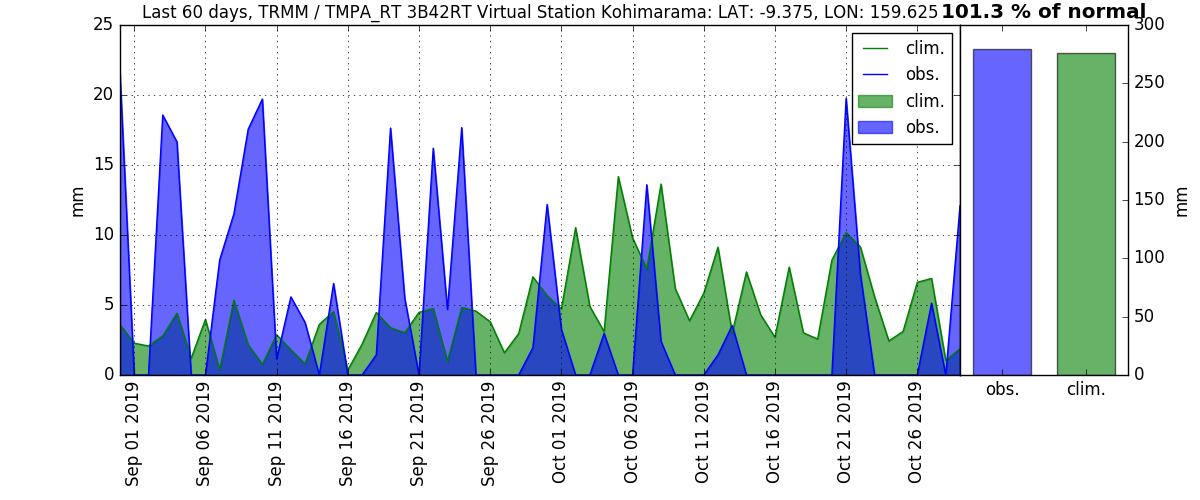 Last 60 days, TRMM / TMPA_RT 3B42RT Virtual Station Kohimarama: LAT: -9.375, LON: 159.625 101.3 % of normal
25
20
15
10
5
0
mm
clim.
obs.
clim.
obs.
300
250
200
150
100
50
0
mm
obs.
clim.
Sep 01 2019
Sep 06 2019
Sep 11 2019
Sep 16 2019
Sep 21 2019
Sep 26 2019
Oct 01 2019
Oct 06 2019
Oct 11 2019
Oct 16 2019
Oct 21 2019
Oct 26 2019